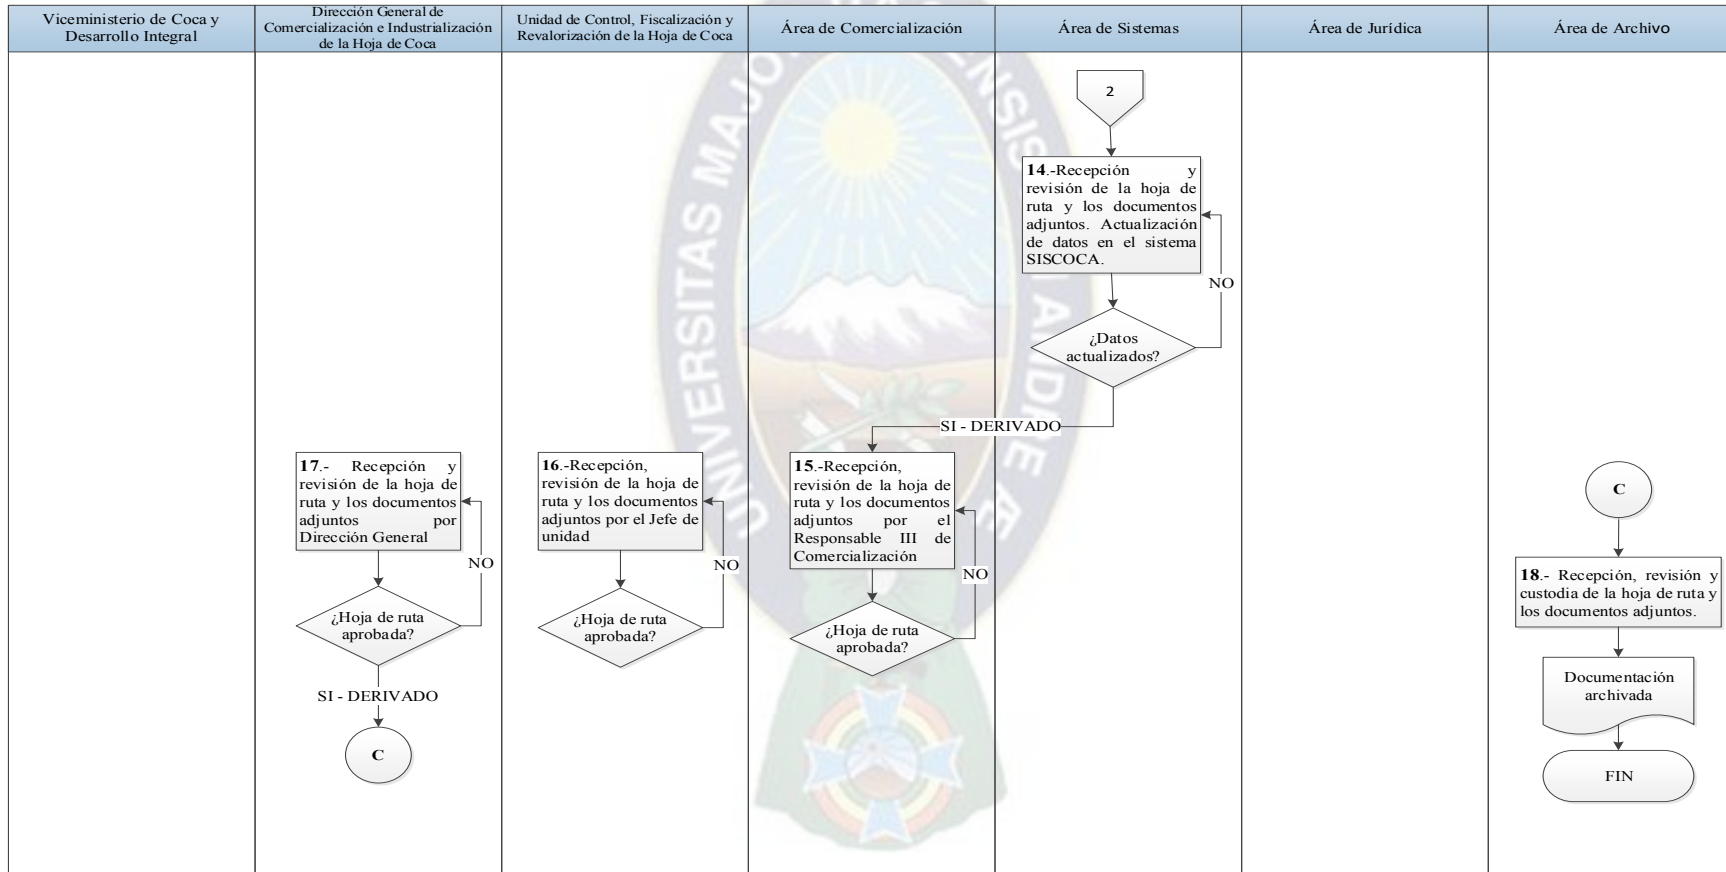 Viceministerio de Coca y
Desarrollo Integral
Dirección General de
Comercialización e Industrialización
de la Hoja de Coca
Unidad de Control, Fiscalización y
Revalorización de la Hoja de Coca
Área de Comercialización
Área de Sistemas
Área de Jurídica
Área de Archivo
2
14.-Recepción y
revisión de la hoja de
ruta y los documentos
adjuntos. Actualización
de datos en el sistema
SISCOCA.
NO
¿Datos
actualizados?
SI - DERIVADO
15.-Recepción,
revisión de la hoja de
ruta y los documentos
adjuntos por el
Responsable III de
Comercialización
NO
¿Hoja de ruta
aprobada?
16.-Recepción,
revisión de la hoja de
ruta y los documentos
adjuntos por el Jefe de
unidad
NO
¿Hoja de ruta
aprobada?
17.- Recepción y
revisión de la hoja de
ruta y los documentos
adjuntos por
Dirección General
NO
¿Hoja de ruta
aprobada?
SI - DERIVADO
C
C
18.- Recepción, revisión y
custodia de la hoja de ruta y
los documentos adjuntos.
Documentación
archivada
FIN